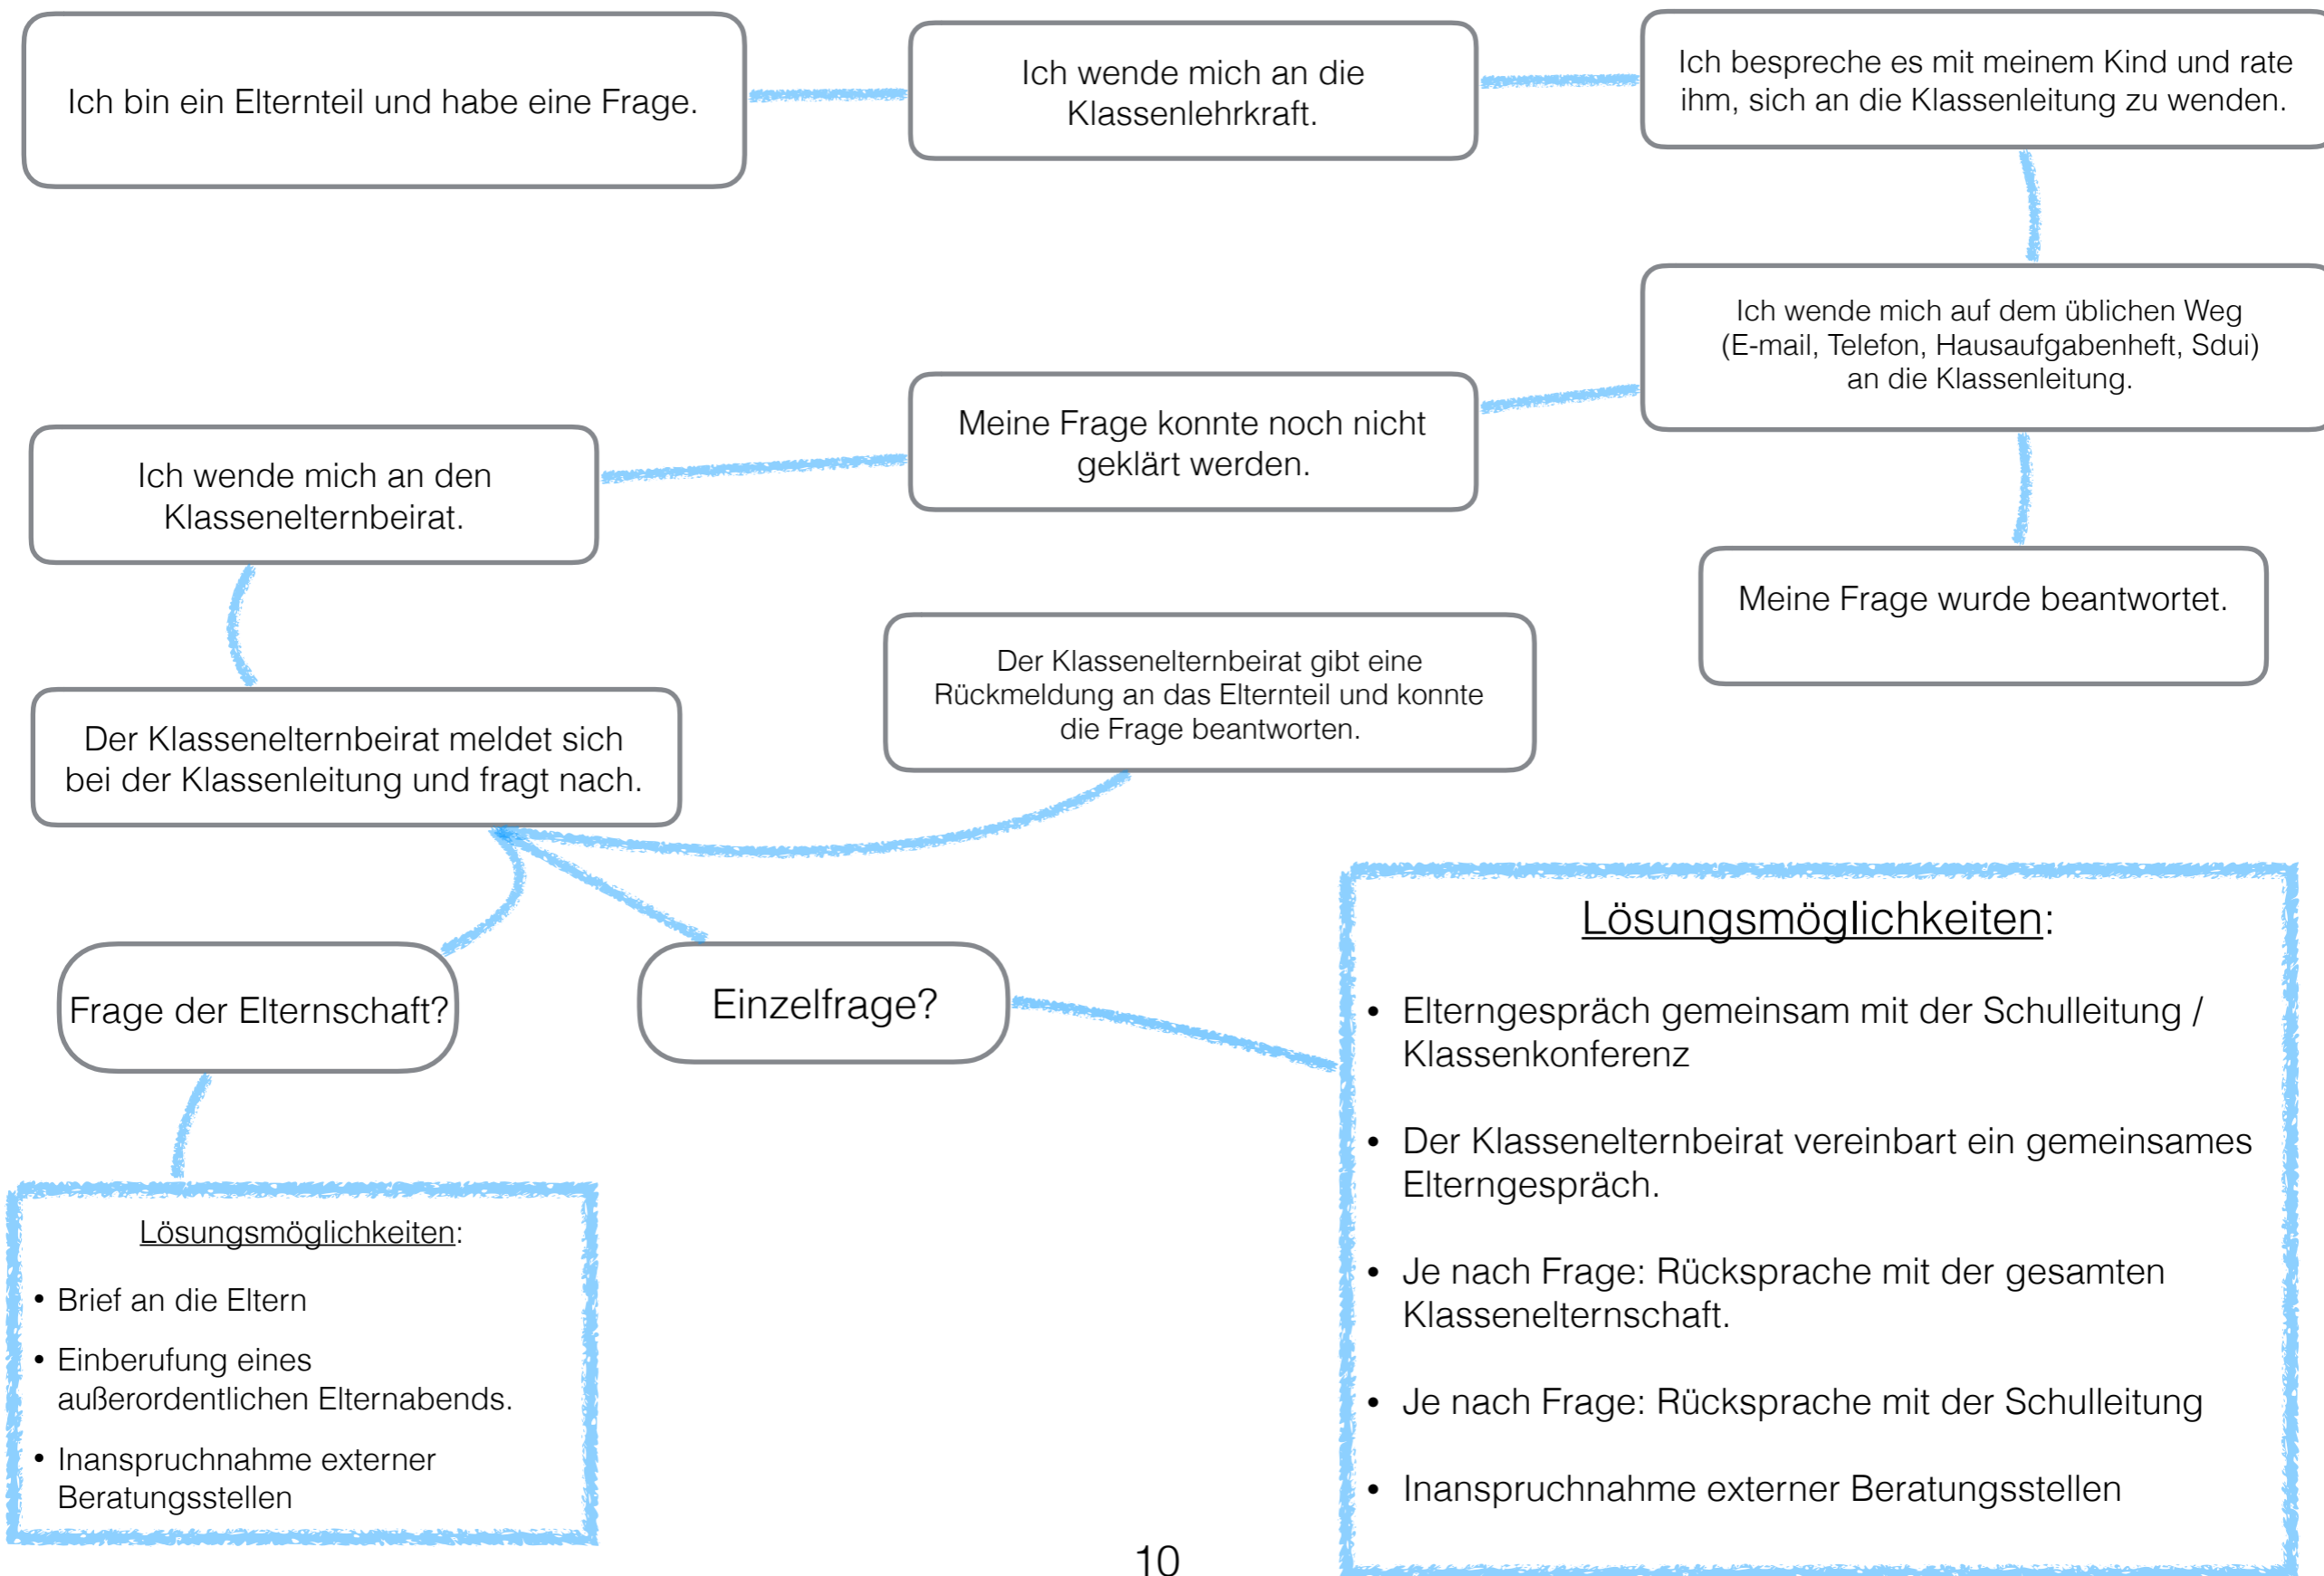 Ich bin ein Elternteil und habe eine Frage.
Ich wende mich an die
Klassenlehrkraft.
Ich bespreche es mit meinem Kind und rate
ihm, sich an die Klassenleitung zu wenden.
Ich wende mich auf dem üblichen Weg
(E-mail, Telefon, Hausaufgabenheft, Sdui)
an die Klassenleitung.
Meine Frage konnte noch nicht
geklärt werden.
Ich wende mich an den
Klassenelternbeirat.
Meine Frage wurde beantwortet.
Der Klassenelternbeirat gibt eine
Rückmeldung an das Elternteil und konnte
die Frage beantworten.
Der Klassenelternbeirat meldet sich
bei der Klassenleitung und fragt nach.
Frage der Elternschaft?
Einzelfrage?
Lösungsmöglichkeiten:
• Elterngespräch gemeinsam mit der Schulleitung /
Klassenkonferenz
• Der Klassenelternbeirat vereinbart ein gemeinsames
Elterngespräch.
• Je nach Frage: Rücksprache mit der gesamten
Klassenelternschaft.
• Je nach Frage: Rücksprache mit der Schulleitung
• Inanspruchnahme externer Beratungsstellen
Lösungsmöglichkeiten:
• Brief an die Eltern
• Einberufung eines
außerordentlichen Elternabends.
• Inanspruchnahme externer
Beratungsstellen
10